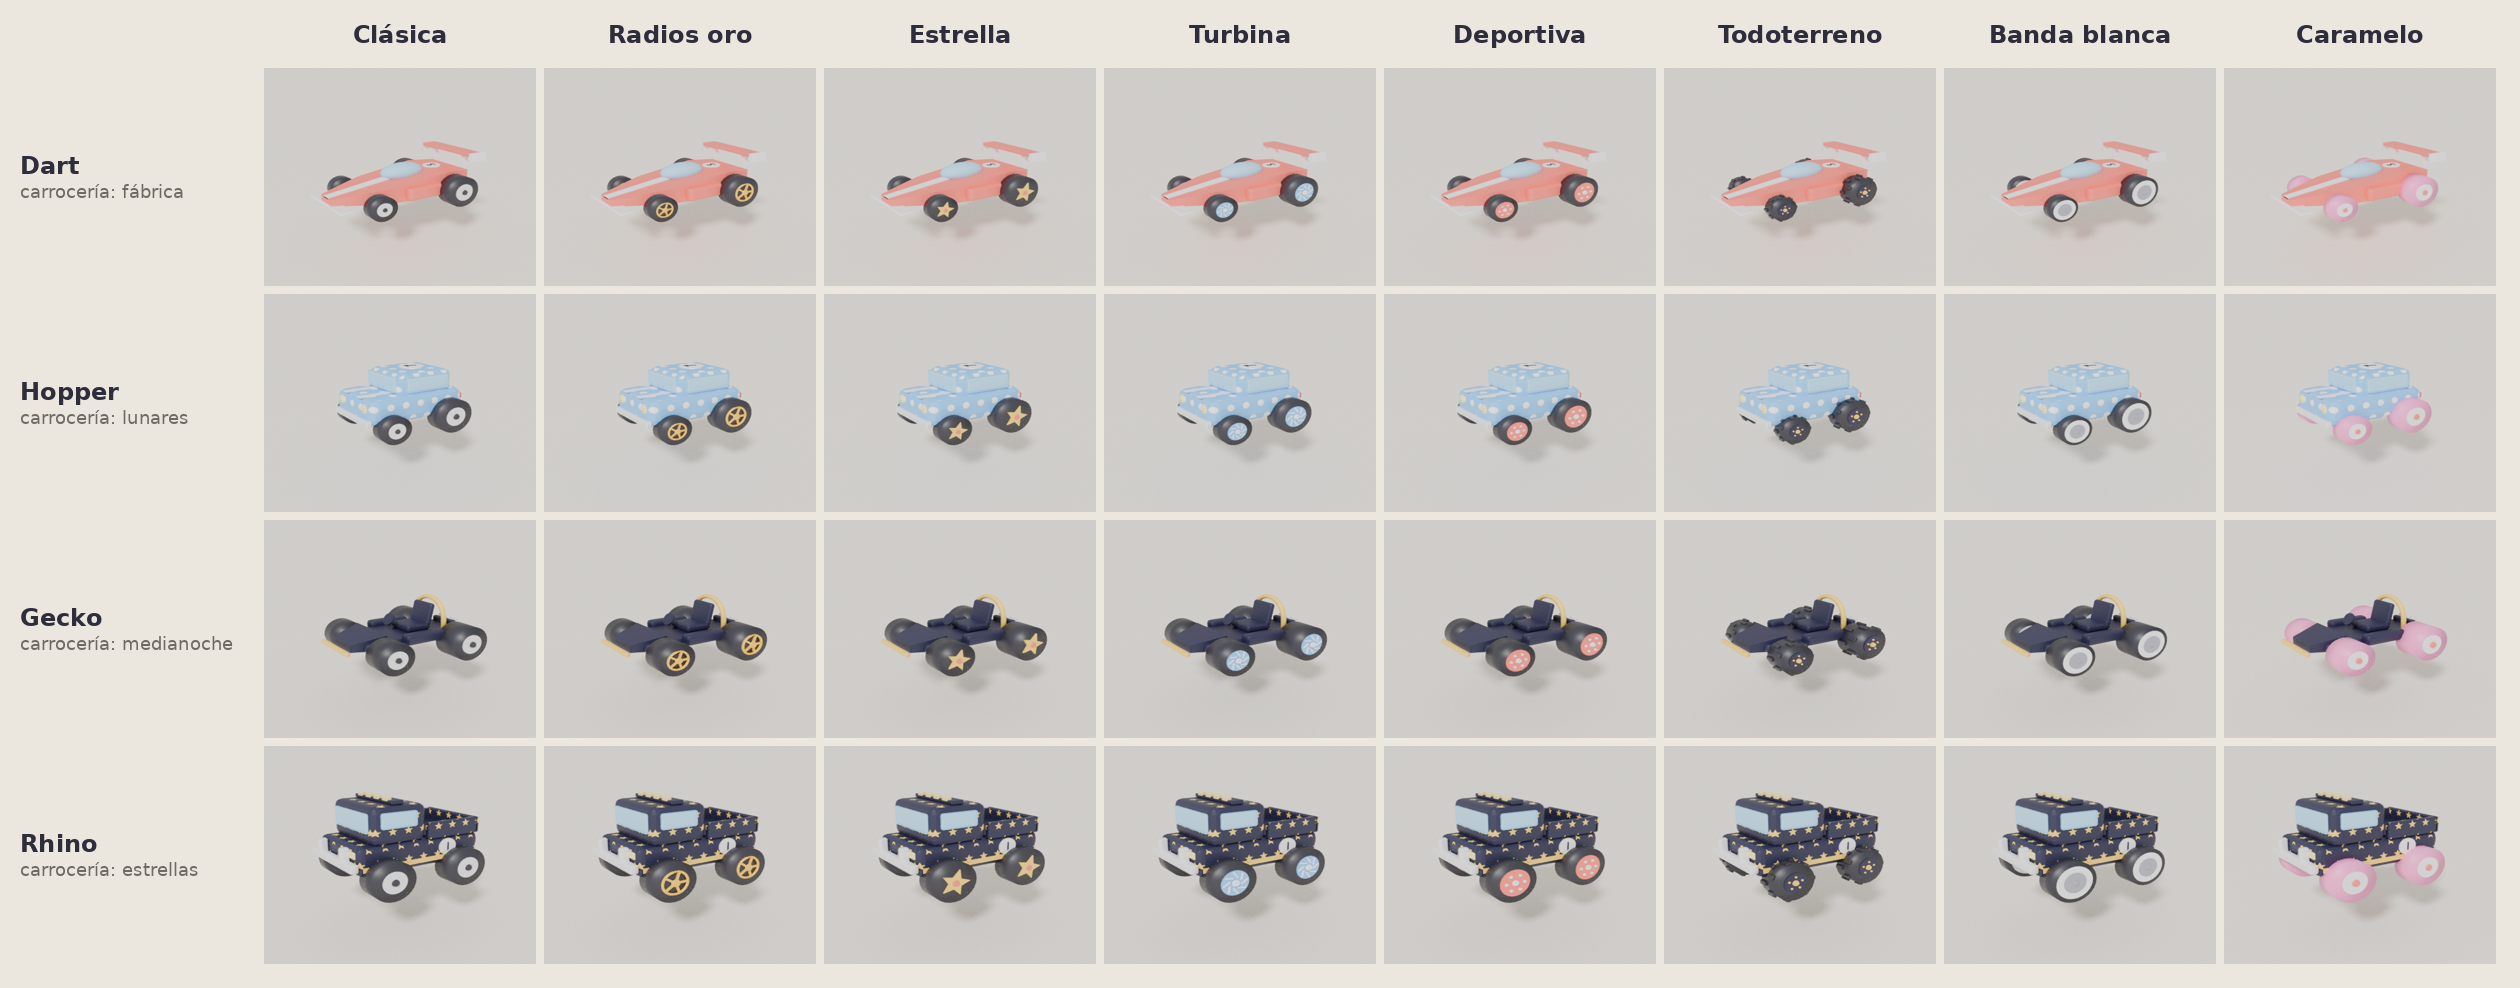 Clásica Radios oro Estrella Turbina Deportiva Todoterreno Banda blanca Caramelo
Dart
carrocería: fábrica
Hopper
carrocería: lunares
Gecko
carrocería: medianoche
Rhino
carrocería: estrellas